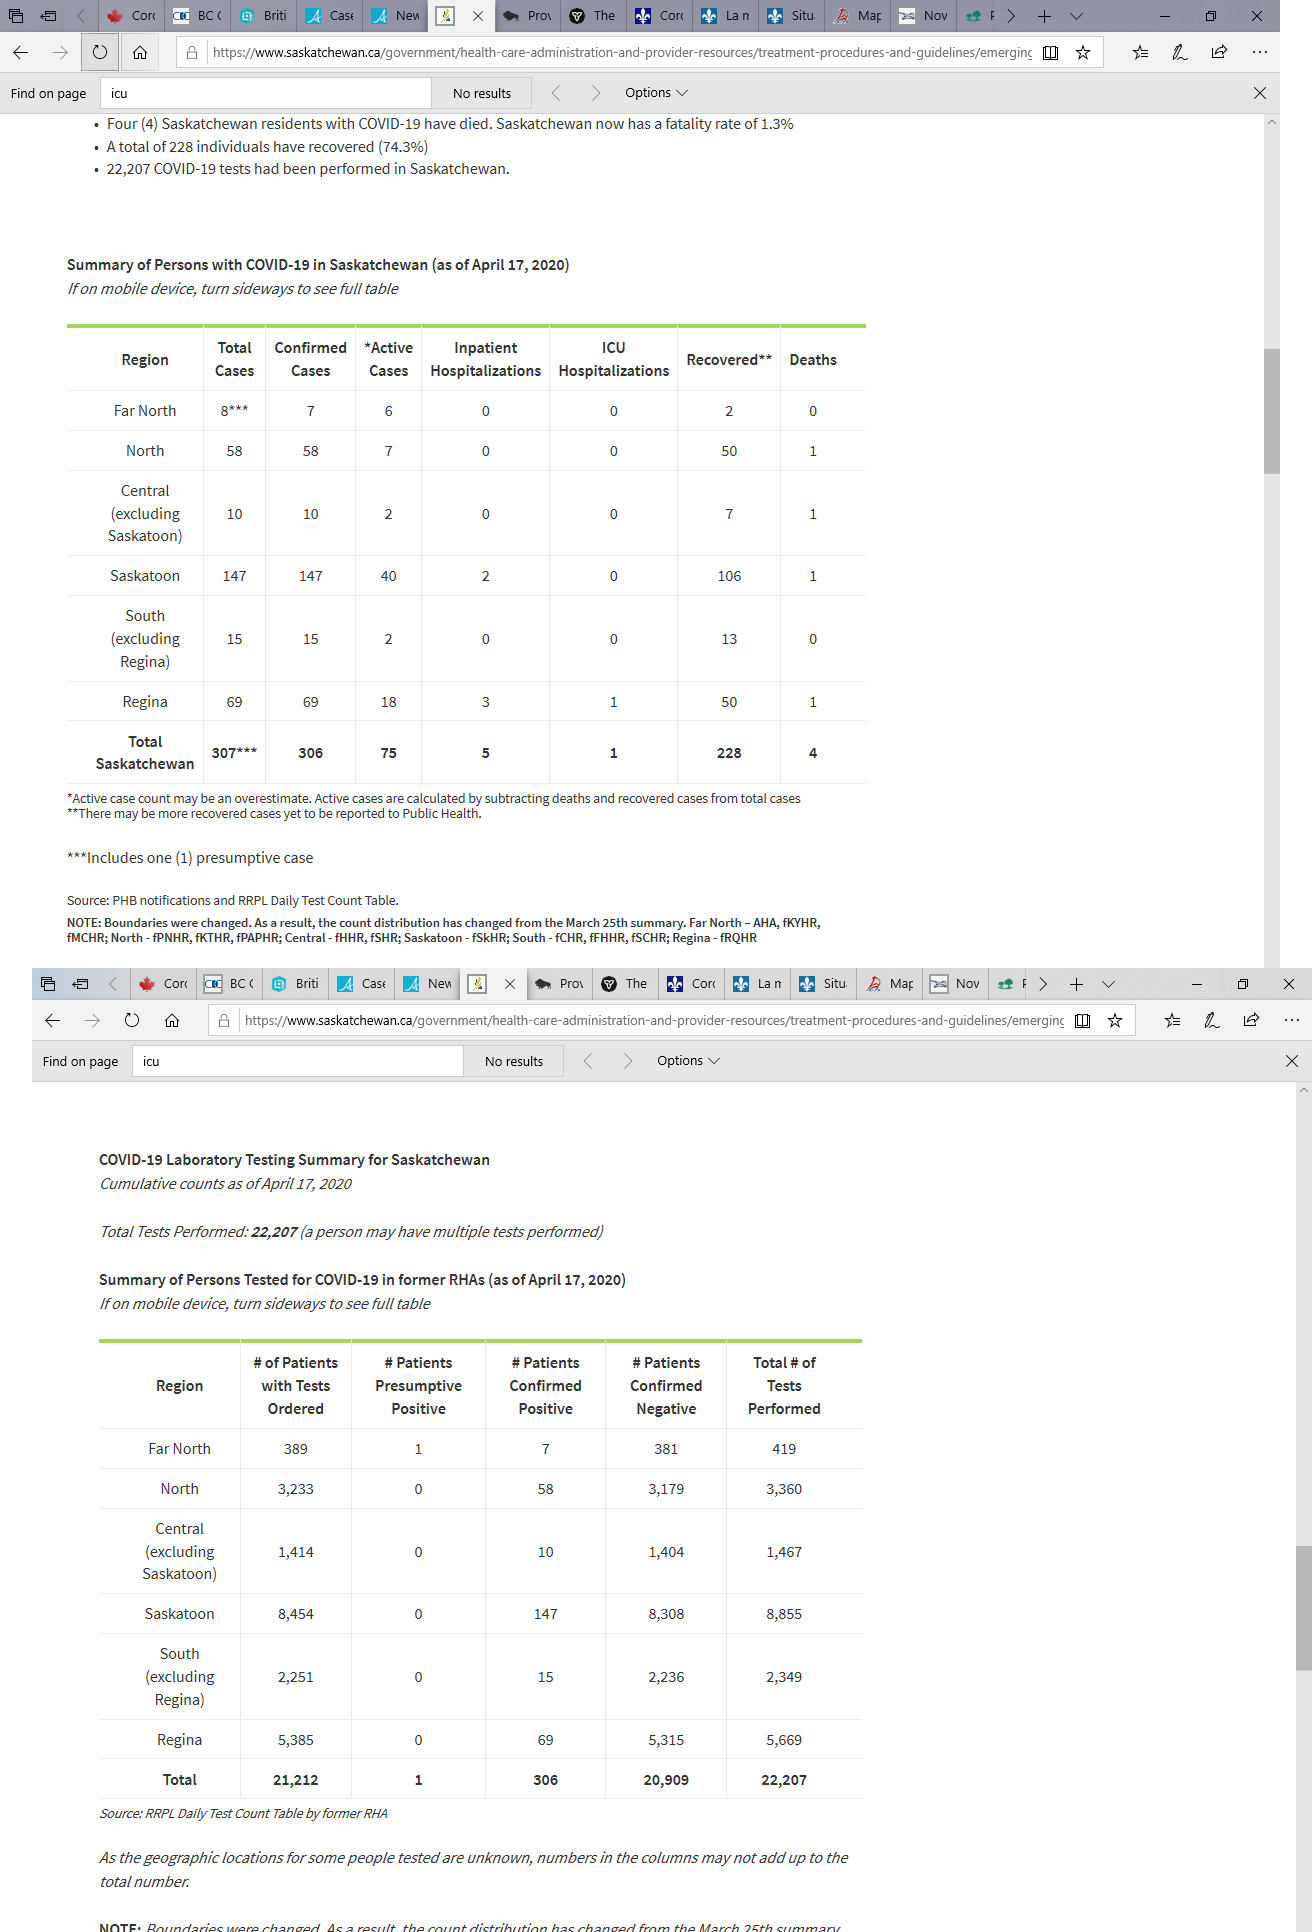 Corc
BC C
Briti
Case
New
Prov
The
Corc
La n
Situ
Map
Nov
F
https://www.saskatchewan.ca/government/health-care-administration-and-provider-resources/treatment-procedures-and-guidelines/emerging
Find on page icu No results Options
• Four (4) Saskatchewan residents with COVID-19 have died. Saskatchewan now has a fatality rate of 1.3%
• A total of 228 individuals have recovered (74.3%)
• 22,207 COVID-19 tests had been performed in Saskatchewan.
Summary of Persons with COVID-19 in Saskatchewan (as of April 17, 2020)
If on mobile device, turn sideways to see full table
Region Total Cases Confirmed Cases *Active Cases Inpatient Hospitalizations ICU Hospitalizations Recovered** Deaths
Far North 8*** 7 6 0 0 2 0
North 58 58 7 0 0 50 1
Central (excluding Saskatoon) 10 10 2 0 0 7 1
Saskatoon 147 147 40 2 0 106 1
South (excluding Regina) 15 15 2 0 0 13 0
Regina 69 69 18 3 1 50 1
Total Saskatchewan 307*** 306 75 5 1 228 4
*Active case count may be an overestimate. Active cases are calculated by subtracting deaths and recovered cases from total cases
**There may be more recovered cases yet to be reported to Public Health.
***Includes one (1) presumptive case
Source: PHB notifications and RRPL Daily Test Count Table.
NOTE: Boundaries were changed. As a result, the count distribution has changed from the March 25th summary. Far North – AHA, fKYHR,
fMCHR; North - fPNHR, fKTHR, fPAPHR; Central - fHHR, fSHR; Saskatoon - fSkHR; South - fCHR, fFHHR, fSCHR; Regina - fRQHR
Corc
BC C
Briti
Case
New
Prov
The
Corc
La n
Situ
Map
Nov
F
https://www.saskatchewan.ca/government/health-care-administration-and-provider-resources/treatment-procedures-and-guidelines/emerging
Find on page icu No results Options
COVID-19 Laboratory Testing Summary for Saskatchewan
Cumulative counts as of April 17, 2020
Total Tests Performed: 22,207 (a person may have multiple tests performed)
Summary of Persons Tested for COVID-19 in former RHAs (as of April 17, 2020)
If on mobile device, turn sideways to see full table
Region # of Patients with Tests Ordered # Patients Presumptive Positive # Patients Confirmed Positive # Patients Confirmed Negative Total # of Tests Performed
Far North 389 1 7 381 419
North 3,233 0 58 3,179 3,360
Central (excluding Saskatoon) 1,414 0 10 1,404 1,467
Saskatoon 8,454 0 147 8,308 8,855
South (excluding Regina) 2,251 0 15 2,236 2,349
Regina 5,385 0 69 5,315 5,669
Total 21,212 1 306 20,909 22,207
Source: RRPL Daily Test Count Table by former RHA
As the geographic locations for some people tested are unknown, numbers in the columns may not add up to the
total number.
NOTE: Boundaries were changed. As a result, the count distribution has changed from the March 25th summary.